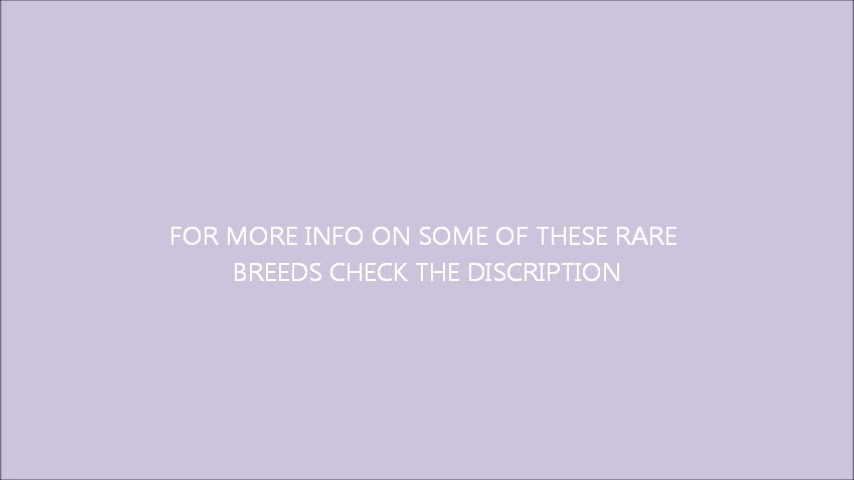 FOR MORE INFO ON SOME OF THESE RARE
BREEDS CHECK THE DISCRIPTION